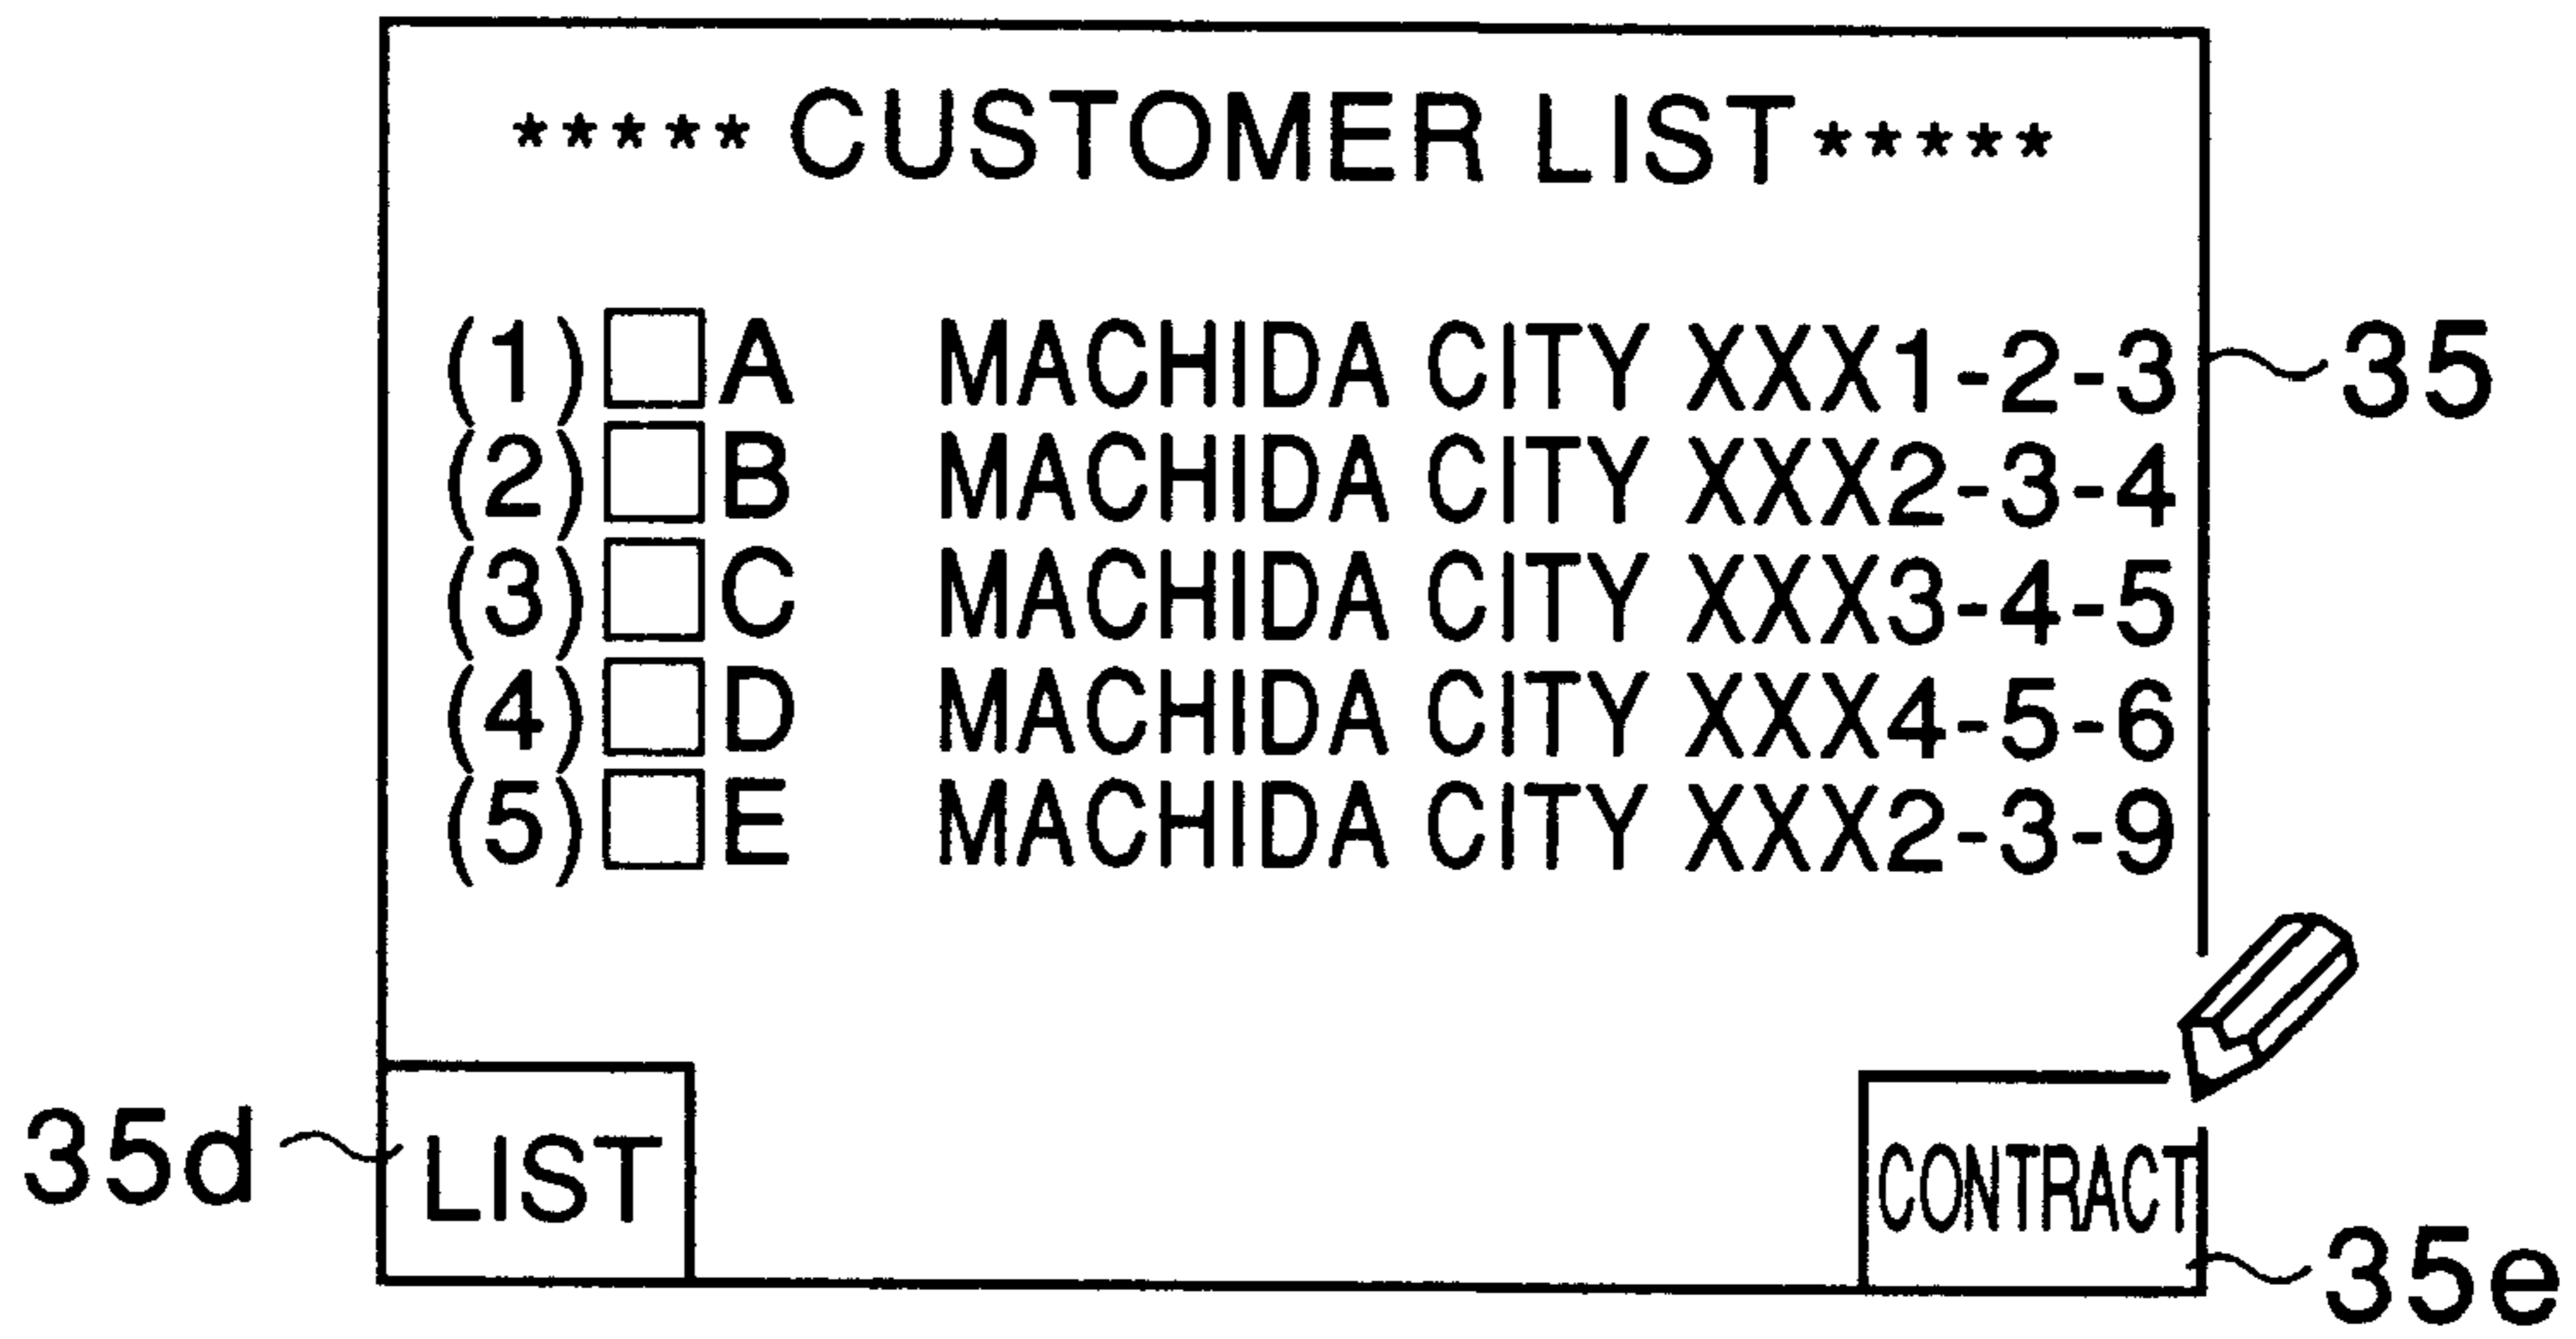 *****CUSTOMER LIST*****
(1) □ A MACHIDA CITY XXX1-2-3
35
(2) □ B MACHIDA CITY XXX2-3-4
(3) □ C MACHIDA CITY XXX3-4-5
(4) □ D MACHIDA CITY XXX4-5-6
(5) □ E MACHIDA CITY XXX2-3-9
35d
LIST
CONTRACT
35e